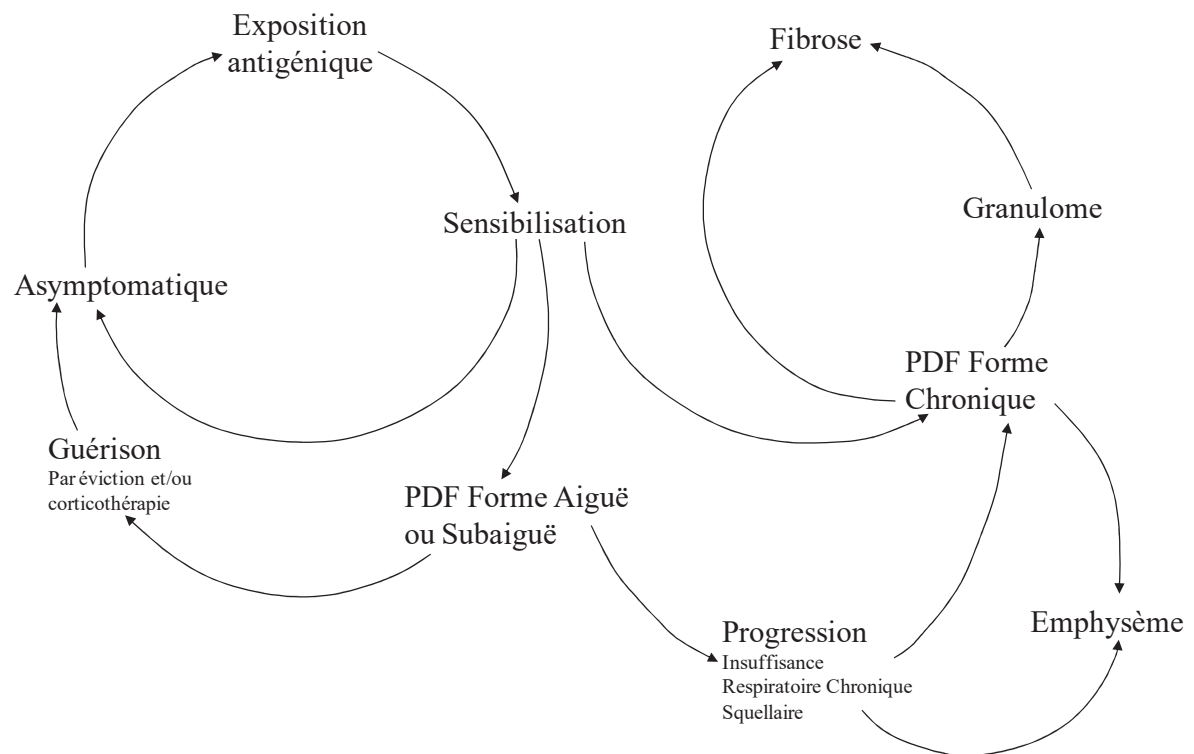 Exposition
antigénique
Fibrose
Sensibilisation
Granulome
Asymptomatique
PDF Forme
Chronique
Guérison
Par éviction et/ou
corticothérapie
PDF Forme Aiguë
ou Subaiguë
Progression
Insuffisance
Respiratoire Chronique
Squellaire
Emphysème